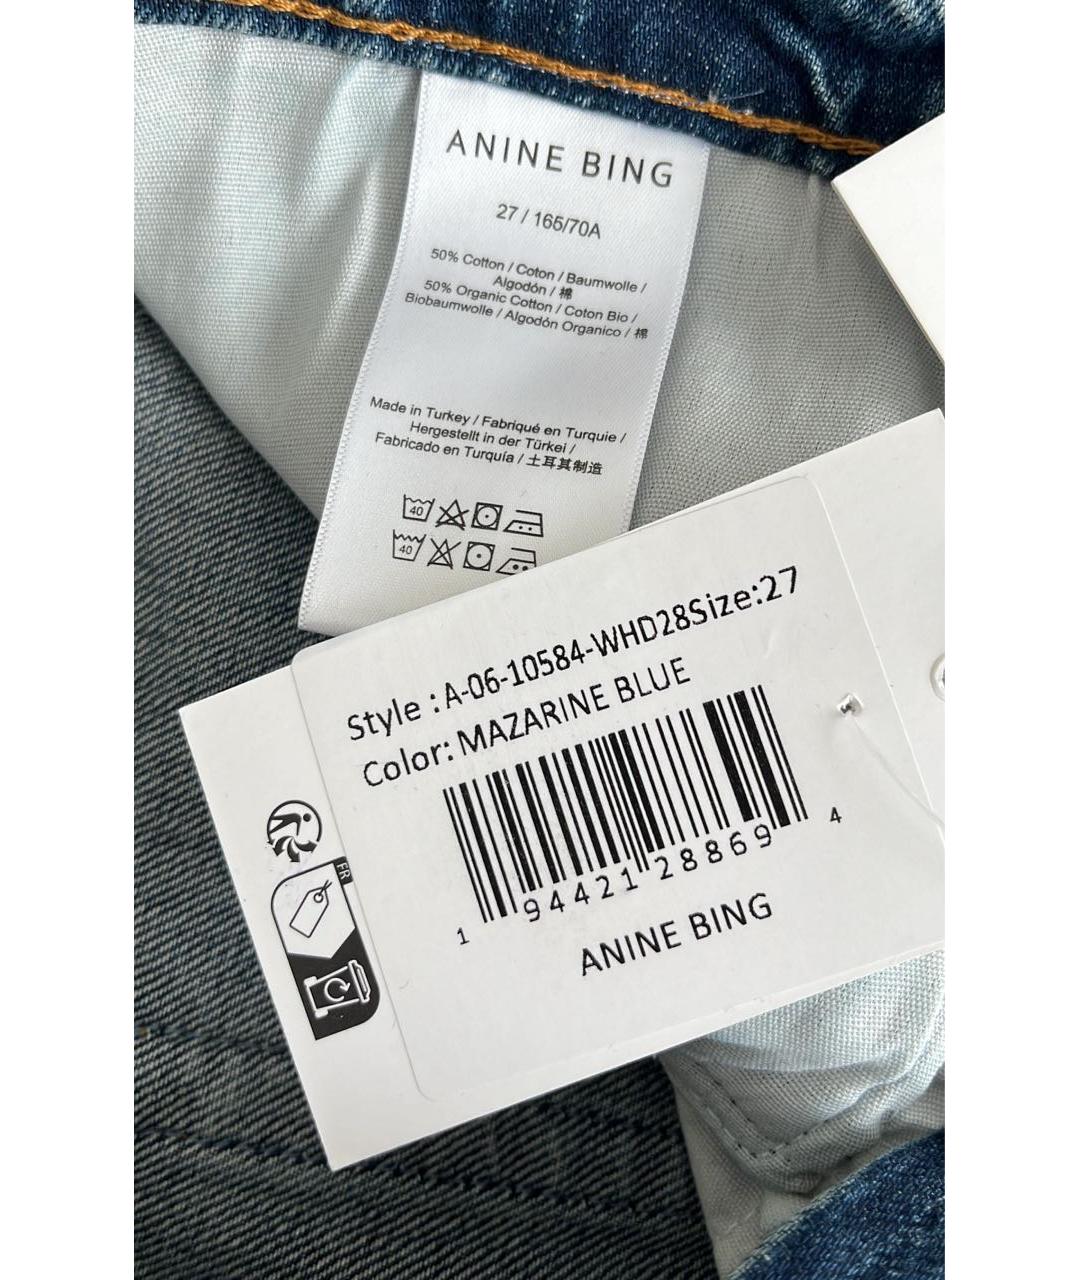 ANINE BING
27 / 165/70A
50% Cotton / Coton / Baumwolle /
Algodón / 棉
50% Organic Cotton / Coton Bio /
Biobaumwolle / Algodón Organico / 棉
Made in Turkey / Fabriqué en Turquie /
Hergestellt in der Türkei /
Fabricado en Turquía / 土耳其制造
40
40
Style : A-06-10584-WHD28Size:27
Color: MAZARINE BLUE
1 94421 28869 4
ANINE BING
FR